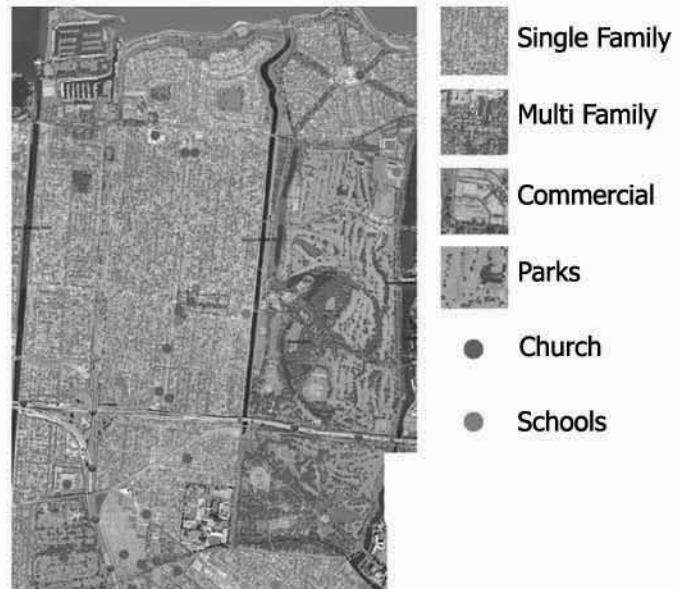 Single Family
Multi Family
Commercial
Parks
Church
Schools